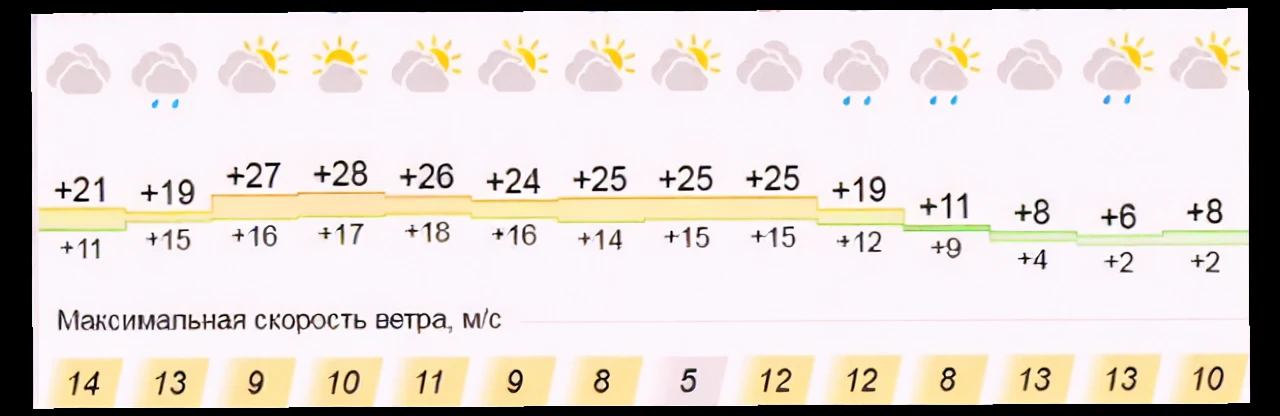 +21 +19 +27 +28 +26 +24 +25 +25 +25 +19 +11 +8 +6 +8
+11 +15 +16 +17 +18 +16 +14 +15 +15 +12 +9 +4 +2 +2
Максимальная скорость ветра, м/с
14 13 9 10 11 9 8 5 12 12 8 13 13 10